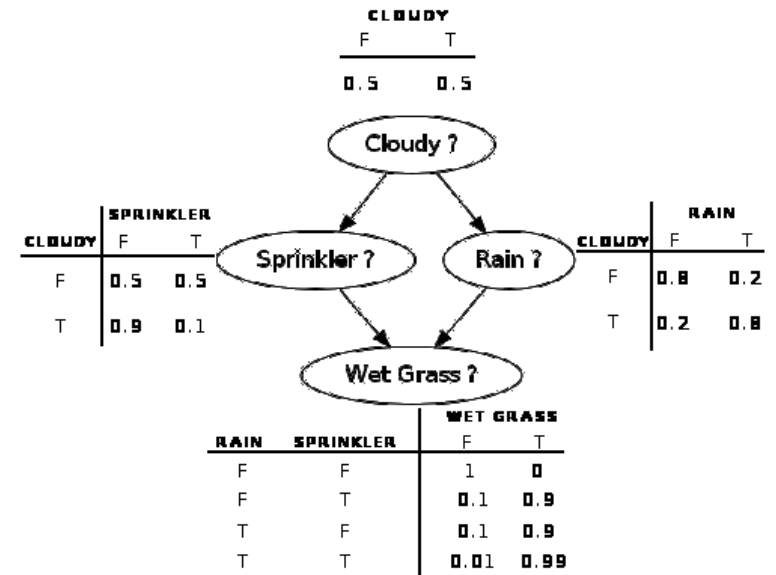 CLOUDY
F T
0.5 0.5
Cloudy ?
SPRINKLER
CLOUDY F T
F 0.5 0.5
T 0.9 0.1
Sprinkler ?
Rain ?
RAIN
CLOUDY F T
F 0.8 0.2
T 0.2 0.8
Wet Grass ?
WET GRASS
RAIN SPRINKLER F T
F F 1 0
F T 0.1 0.9
T F 0.1 0.9
T T 0.01 0.99